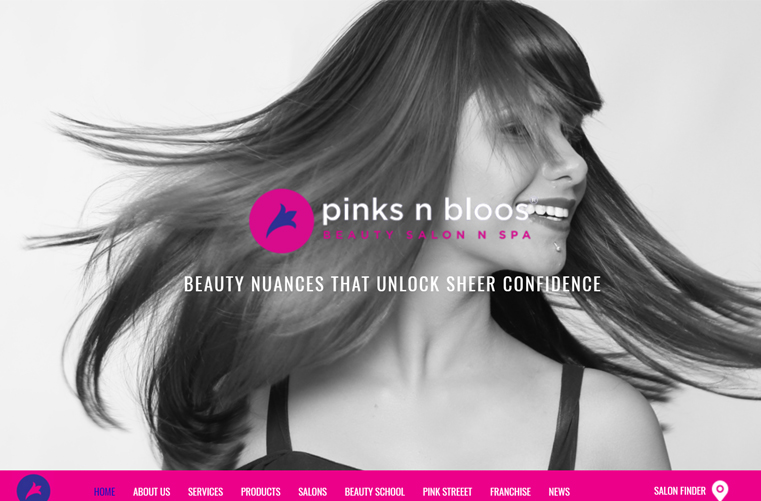 pinks n bloos
BEAUTY SALON N SPA
BEAUTY NUANCES THAT UNLOCK SHEER CONFIDENCE
HOME ABOUT US SERVICES PRODUCTS SALONS BEAUTY SCHOOL PINK STREEET FRANCHISE NEWS SALON FINDER